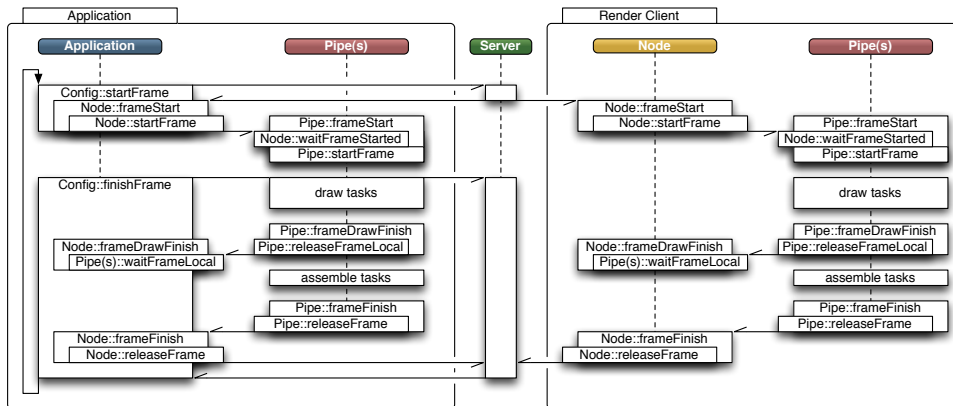 Application
Render Client
Application
Pipe(s)
Server
Node
Pipe(s)
Config::startFrame
Node::frameStart
Node::startFrame
Pipe::frameStart
Node::waitFrameStarted
Pipe::startFrame
Node::frameStart
Node::startFrame
Pipe::frameStart
Node::waitFrameStarted
Pipe::startFrame
Config::finishFrame
draw tasks
draw tasks
Pipe::frameDrawFinish
Pipe::releaseFrameLocal
Node::frameDrawFinish
Pipe(s)::waitFrameLocal
Node::frameDrawFinish
Pipe(s)::waitFrameLocal
Pipe::frameDrawFinish
Pipe::releaseFrameLocal
assemble tasks
assemble tasks
Pipe::frameFinish
Pipe::releaseFrame
Pipe::frameFinish
Pipe::releaseFrame
Node::frameFinish
Node::releaseFrame
Node::frameFinish
Node::releaseFrame